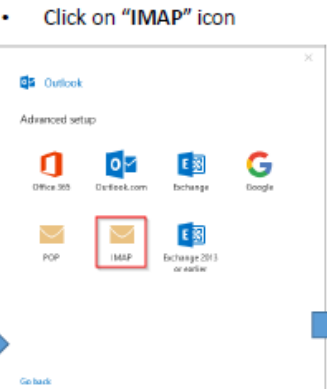 • Click on "IMAP" icon
Outlook
Advanced setup
Office 365 Outlook.com Exchange Google
POP IMAP Exchange 2013
or earlier
Go back